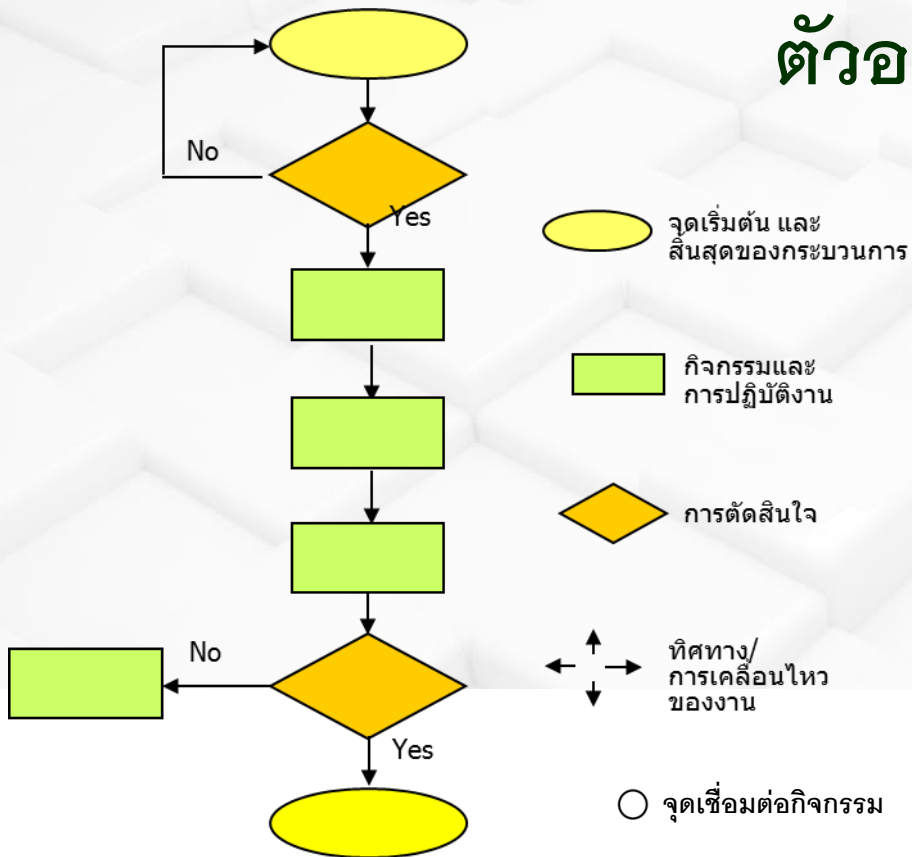 ตัวอ
No
Yes
จุดเริ่มต้น และ
สิ้นสุดของกระบวนการ
กิจกรรมและ
การปฏิบัติงาน
การตัดสินใจ
No
ทิศทาง/
การเคลื่อนไหว
ของงาน
Yes
จุดเชื่อมต่อกิจกรรม